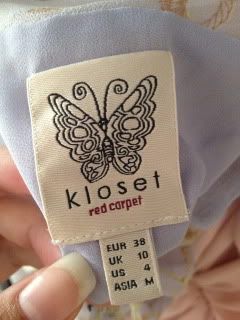 kloset
red carpet
EUR 38
UK 10
US 4
ASIA M